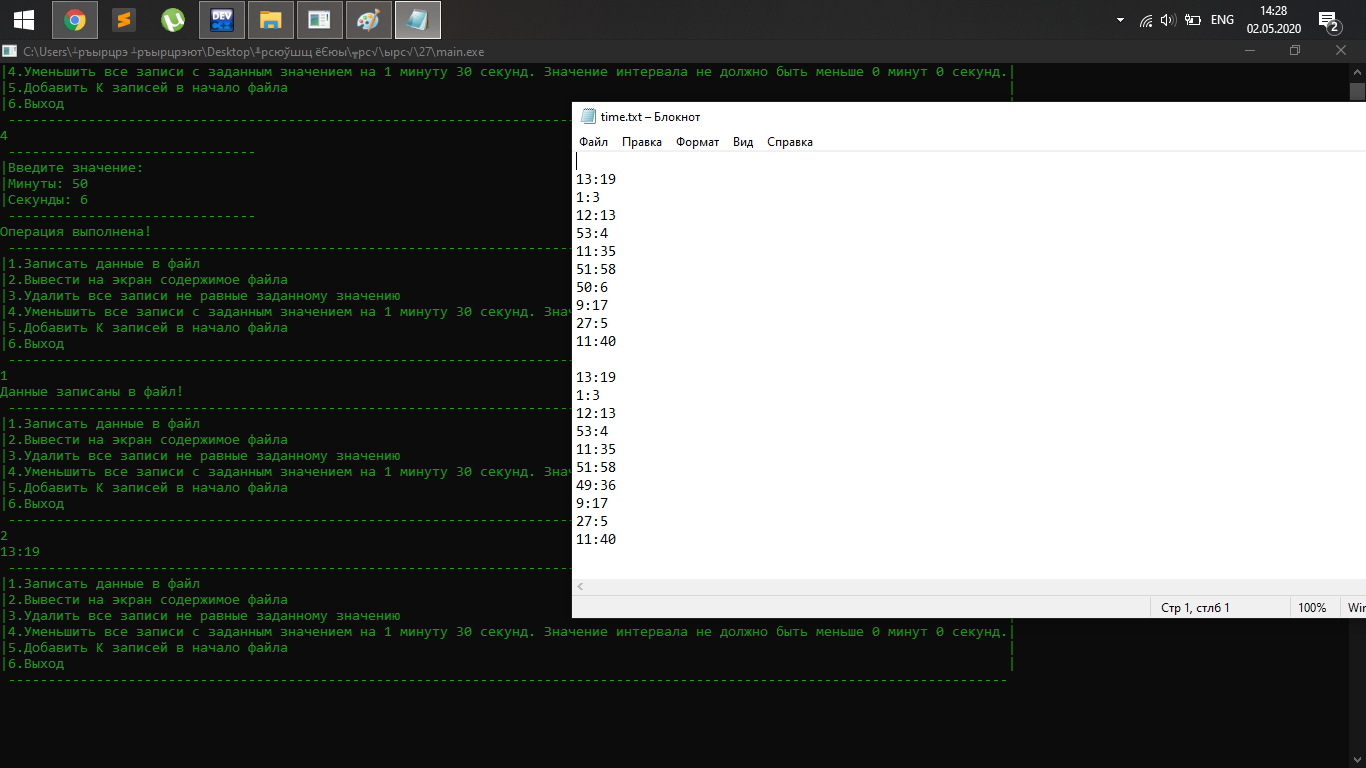 DEV
ENG
14:28
02.05.2020
2
C:\Users\┴ръырцрэ ┴ръырцрэют\Desktop\╨рсюўшщ ёЄюы\╤рс√\ырс√\27\main.exe
|4.Уменьшить все записи с заданным значением на 1 минуту 30 секунд. Значение интервала не должно быть меньше 0 минут 0 секунд.|
|5.Добавить К записей в начало файла |
|6.Выход |
-----------------------------------------------------------------------
4
-------------------------------
|Введите значение:
|Минуты: 50
|Секунды: 6
-------------------------------
Операция выполнена!
-----------------------------------------------------------------------
|1.Записать данные в файл
|2.Вывести на экран содержимое файла
|3.Удалить все записи не равные заданному значению
|4.Уменьшить все записи с заданным значением на 1 минуту 30 секунд. Знач
|5.Добавить К записей в начало файла
|6.Выход
-----------------------------------------------------------------------
1
Данные записаны в файл!
-----------------------------------------------------------------------
|1.Записать данные в файл
|2.Вывести на экран содержимое файла
|3.Удалить все записи не равные заданному значению
|4.Уменьшить все записи с заданным значением на 1 минуту 30 секунд. Знач
|5.Добавить К записей в начало файла
|6.Выход
-----------------------------------------------------------------------
2
13:19
-----------------------------------------------------------------------
|1.Записать данные в файл
|2.Вывести на экран содержимое файла
|3.Удалить все записи не равные заданному значению
|4.Уменьшить все записи с заданным значением на 1 минуту 30 секунд. Значение интервала не должно быть меньше 0 минут 0 секунд.|
|5.Добавить К записей в начало файла |
|6.Выход |
-----------------------------------------------------------------------------------------------------------------------------
time.txt – Блокнот
Файл Правка Формат Вид Справка
13:19
1:3
12:13
53:4
11:35
51:58
50:6
9:17
27:5
11:40
13:19
1:3
12:13
53:4
11:35
51:58
49:36
9:17
27:5
11:40
Стр 1, стлб 1 100% Wir